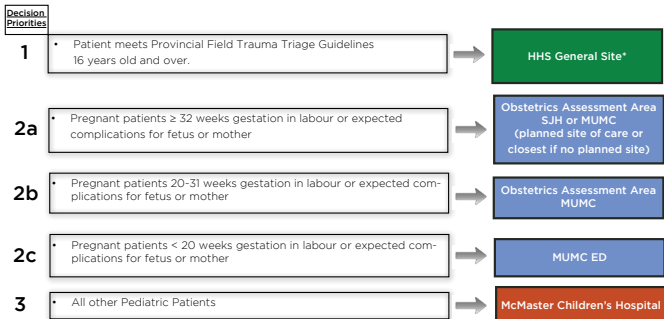 Decision
Priorities
1
• Patient meets Provincial Field Trauma Triage Guidelines
16 years old and over.
HHS General Site*
2a
• Pregnant patients ≥ 32 weeks gestation in labour or expected
complications for fetus or mother
Obstetrics Assessment Area
SJH or MUMC
(planned site of care or
closest if no planned site)
2b
• Pregnant patients 20-31 weeks gestation in labour or expected com-
plications for fetus or mother
Obstetrics Assessment Area
MUMC
2c
• Pregnant patients < 20 weeks gestation in labour or expected com-
plications for fetus or mother
MUMC ED
3
• All other Pediatric Patients
McMaster Children's Hospital